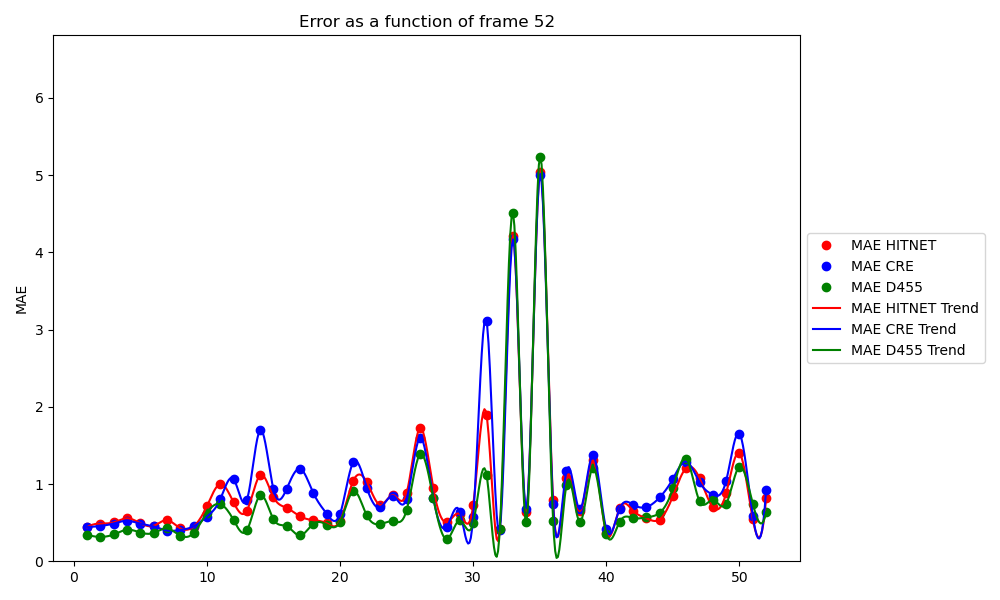 Error as a function of frame 52
MAE
6
5
4
3
2
1
0
0 10 20 30 40 50
MAE HITNET
MAE CRE
MAE D455
MAE HITNET Trend
MAE CRE Trend
MAE D455 Trend